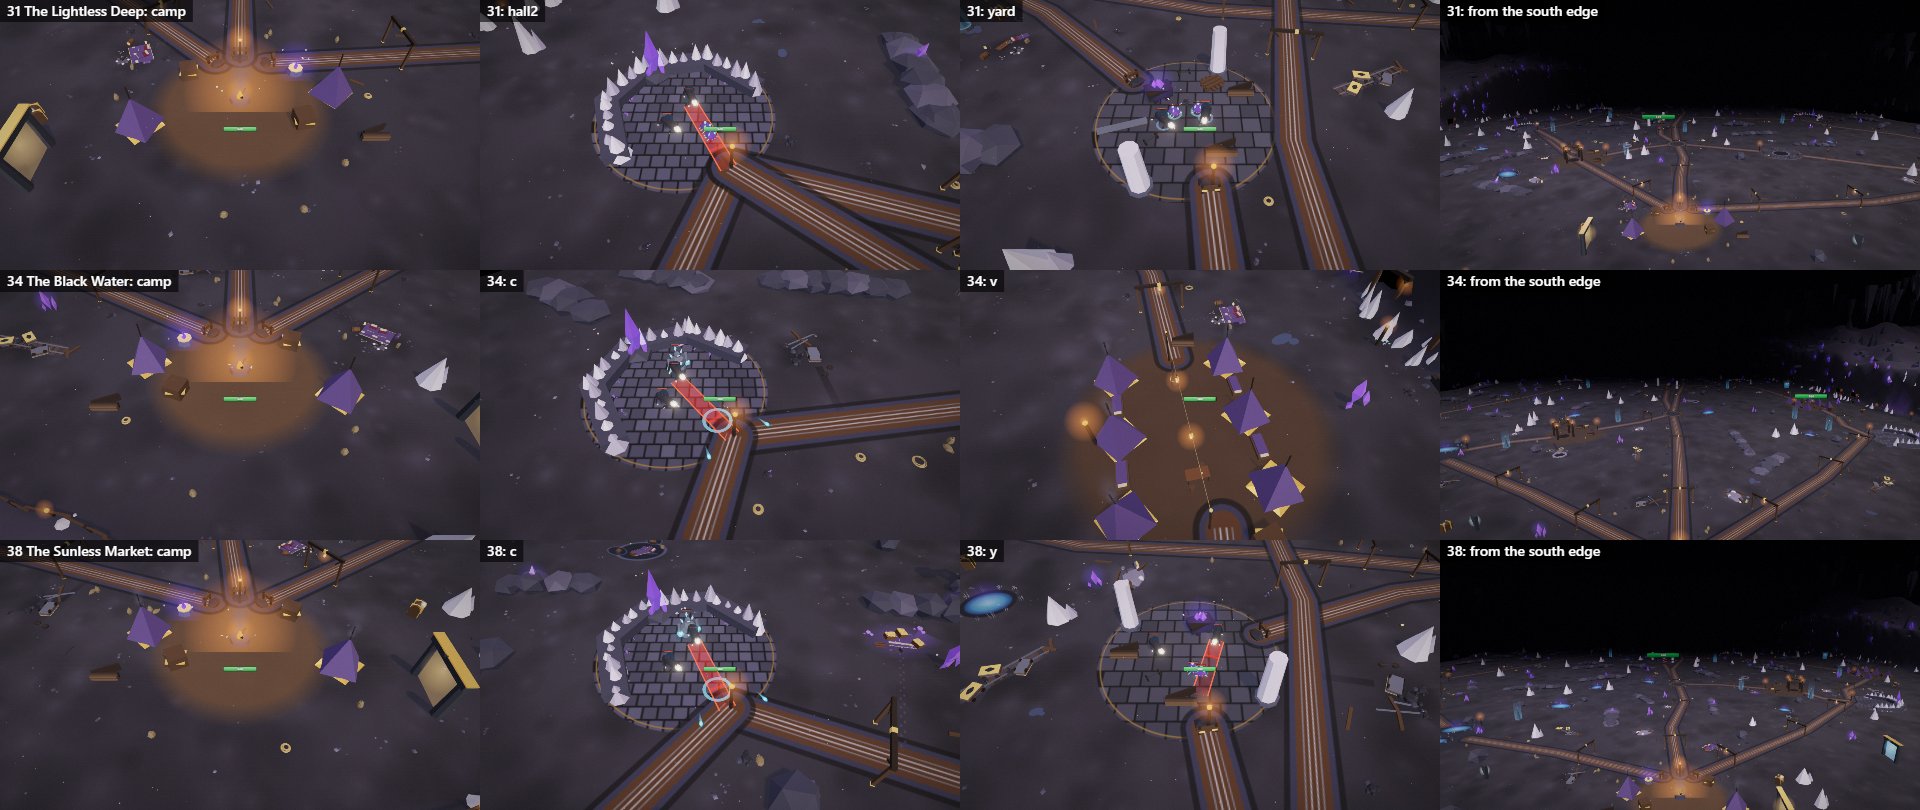 31 The Lightless Deep: camp
31: hall2
31: yard
31: from the south edge
34 The Black Water: camp
34: c
34: v
34: from the south edge
38 The Sunless Market: camp
38: c
38: y
38: from the south edge